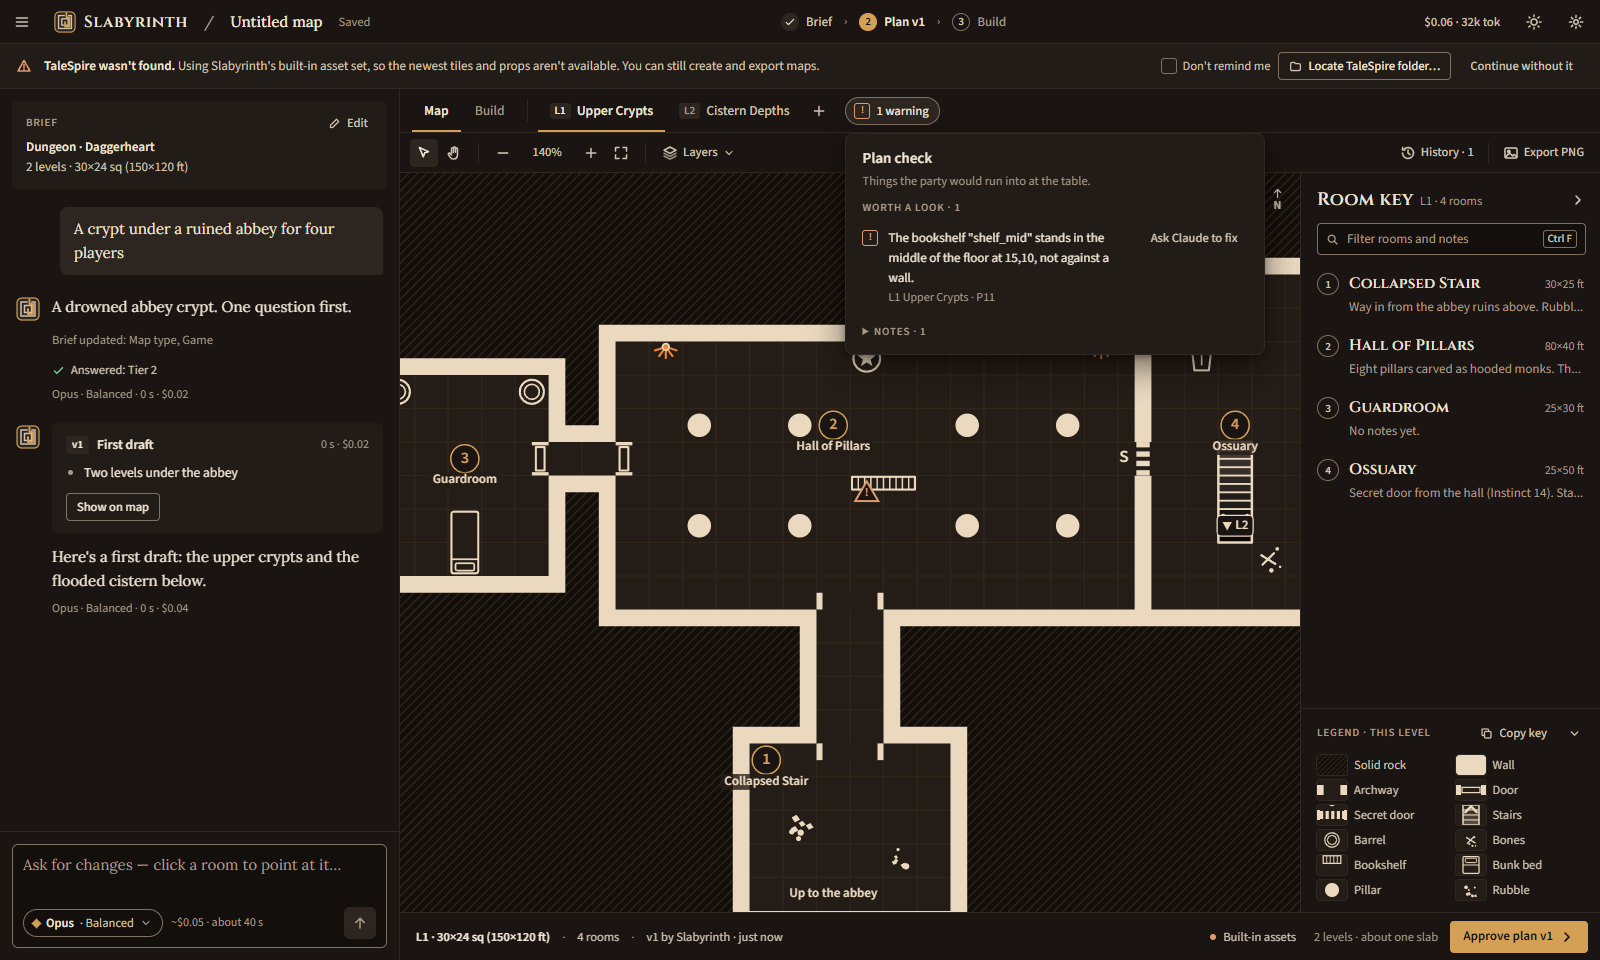 Slabyrinth / Untitled map Saved
Brief › 2 Plan v1 › 3 Build
$0.06 · 32k tok
TaleSpire wasn't found. Using Slabyrinth's built-in asset set, so the newest tiles and props aren't available. You can still create and export maps.
Don't remind me
Locate TaleSpire folder...
Continue without it
BRIEF
Edit
Dungeon · Daggerheart
2 levels · 30×24 sq (150×120 ft)
A crypt under a ruined abbey for four
players
A drowned abbey crypt. One question first.
Brief updated: Map type, Game
Answered: Tier 2
Opus · Balanced · 0 s · $0.02
v1 First draft 0 s · $0.02
Two levels under the abbey
Show on map
Here's a first draft: the upper crypts and the
flooded cistern below.
Opus · Balanced · 0 s · $0.04
Ask for changes — click a room to point at it...
Opus · Balanced
~$0.05 · about 40 s
Map Build L1 Upper Crypts L2 Cistern Depths + ! 1 warning
140%
Layers
History · 1
Export PNG
Plan check
Things the party would run into at the table.
WORTH A LOOK · 1
! The bookshelf "shelf_mid" stands in the
middle of the floor at 15,10, not against a
wall.
Ask Claude to fix
L1 Upper Crypts · P11
NOTES · 1
N
2
Hall of Pillars
3
Guardroom
4
Ossuary
S
L2
1
Collapsed Stair
Up to the abbey
Room key L1 · 4 rooms
Filter rooms and notes Ctrl F
1 Collapsed Stair 30×25 ft
Way in from the abbey ruins above. Rubbl...
2 Hall of Pillars 80×40 ft
Eight pillars carved as hooded monks. Th...
3 Guardroom 25×30 ft
No notes yet.
4 Ossuary 25×50 ft
Secret door from the hall (Instinct 14). Sta...
LEGEND · THIS LEVEL
Copy key
Solid rock Wall
Archway Door
Secret door Stairs
Barrel Bones
Bookshelf Bunk bed
Pillar Rubble
L1 · 30×24 sq (150×120 ft) · 4 rooms · v1 by Slabyrinth · just now
Built-in assets
2 levels · about one slab
Approve plan v1